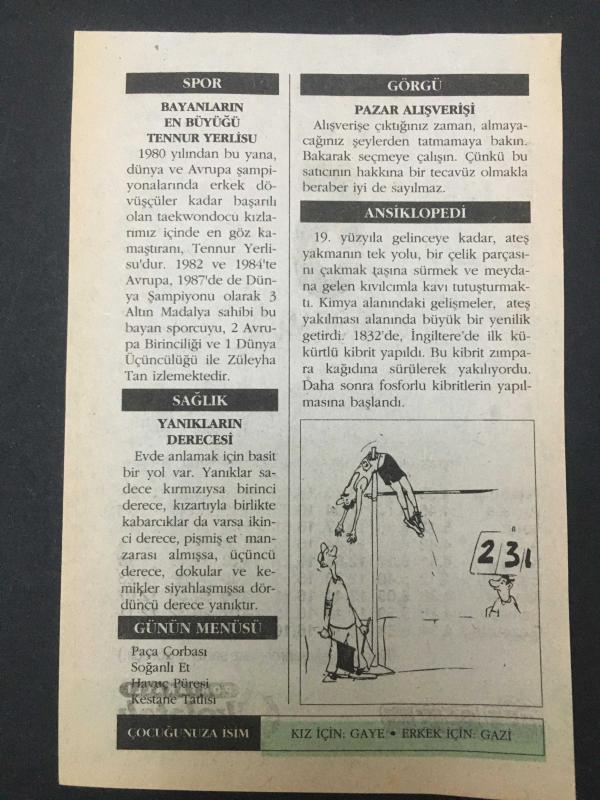 SPOR
BAYANLARIN
EN BÜYÜĞÜ
TENNUR YERLİSU
1980 yılından bu yana,
dünya ve Avrupa şampi-
yonalarında erkek dö-
vüşçüler kadar başarılı
olan taekwondocu kızla-
rımız içinde en göz ka-
maştıranı, Tennur Yerli-
su'dur. 1982 ve 1984'te
Avrupa, 1987'de de Dün-
ya Şampiyonu olarak 3
Altın Madalya sahibi bu
bayan sporcuyu, 2 Avru-
pa Birinciliği ve 1 Dünya
Üçüncülüğü ile Züleyha
Tan izlemektedir.
SAĞLIK
YANIKLARIN
DERECESİ
Evde anlamak için basit
bir yol var. Yanıklar sa-
dece kırmızıysa birinci
derece, kızartıyla birlikte
kabarcıklar da varsa ikin-
ci derece, pişmiş et man-
zarası almışsa, üçüncü
derece, dokular ve ke-
mikler siyahlaşmışsa dör-
düncü derece yanıktır.
GÜNÜN MENÜSÜ
Paça Çorbası
Soğanlı Et
Havuç Püresi
Kestane Tatlısı
GÖRGÜ
PAZAR ALIŞVERİŞİ
Alışverişe çıktığınız zaman, almaya-
cağınız şeylerden tatmamaya bakın.
Bakarak seçmeye çalışın. Çünkü bu
satıcının hakkına bir tecavüz olmakla
beraber iyi de sayılmaz.
ANSİKLOPEDİ
19. yüzyıla gelinceye kadar, ateş
yakmanın tek yolu, bir çelik parçası-
nı çakmak taşına sürmek ve meyda-
na gelen kıvılcımla kavı tutuşturmak-
tı. Kimya alanındaki gelişmeler, ateş
yakılması alanında büyük bir yenilik
getirdi. 1832'de, İngiltere'de ilk kü-
kürtlü kibrit yapıldı. Bu kibrit zımpa-
ra kağıdına sürülerek yakılıyordu.
Daha sonra fosforlu kibritlerin yapıl-
masına başlandı.
2 3 1
ÇOCUĞUNUZA İSİM
KIZ İÇİN: GAYE • ERKEK İÇİN: GAZİ